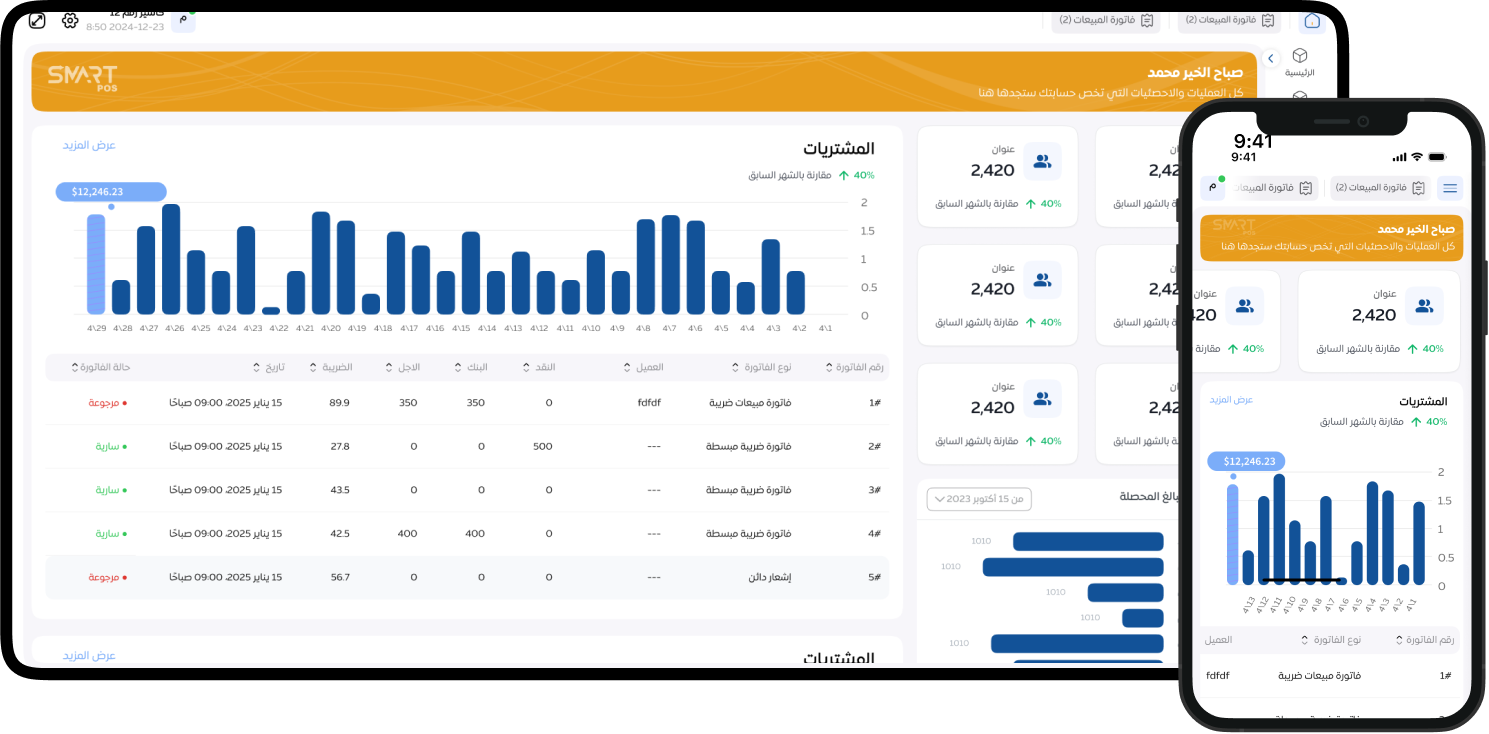 كاشير رقم 12
2024-12-23 8:50
م
فاتورة المبيعات (2)
فاتورة المبيعات (2)
الرئيسية
صباح الخير محمد
كل العمليات والاحصئيات التي تخص حسابتك ستجدها هنا
SMART
POS
المشتريات
عرض المزيد
40% مقارنة بالشهر السابق
$12,246.23
2
1.5
1
0.5
0
4\29 4\28 4\27 4\26 4\25 4\24 4\23 4\22 4\21 4\20 4\19 4\18 4\17 4\16 4\15 4\14 4\13 4\12 4\11 4\10 4\9 4\8 4\7 4\6 4\5 4\4 4\3 4\2 4\1
رقم الفاتورة نوع الفاتورة العميل النقد البنك الاجل الضريبة تاريخ حالة الفاتورة
1# فاتورة مبيعات ضريبة fdfdf 0 350 350 89.9 15 يناير 2025، 09:00 صباحًا مرجوعة
2# فاتورة ضريبة مبسطة --- 500 0 0 27.8 15 يناير 2025، 09:00 صباحًا سارية
3# فاتورة ضريبة مبسطة --- 0 0 0 43.5 15 يناير 2025، 09:00 صباحًا سارية
4# فاتورة ضريبة مبسطة --- 0 400 400 42.5 15 يناير 2025، 09:00 صباحًا سارية
5# إشعار دائن --- 0 0 0 56.7 15 يناير 2025، 09:00 صباحًا مرجوعة
المشتريات
عرض المزيد
عنوان
2,420
40% مقارنة بالشهر السابق
2,42
مقارنة بالشهر السابق
عنوان
2,420
40% مقارنة بالشهر السابق
2,42
مقارنة بالشهر السابق
عنوان
2,420
40% مقارنة بالشهر السابق
2,42
مقارنة بالشهر السابق
المحصلة
من 15 أكتوبر 2023
1010
1010
1010
1010
1010
9:41
9:41
فاتورة المبيعات (2)
فاتورة المبيعات
م
صباح الخير محمد
كل العمليات والاحصئيات التي تخص حسابتك ستجدها هنا
SMART
POS
عنوان
2,420
40% مقارنة بالشهر السابق
عنوان
420
40% مقارنة
المشتريات
عرض المزيد
40% مقارنة بالشهر السابق
$12,246.23
2
1.5
1
0.5
0
4\13 4\12 4\11 4\10 4\9 4\8 4\7 4\6 4\5 4\4 4\3 4\2 4\1
رقم الفاتورة نوع الفاتورة العميل
1# فاتورة مبيعات ضريبة fdfdf